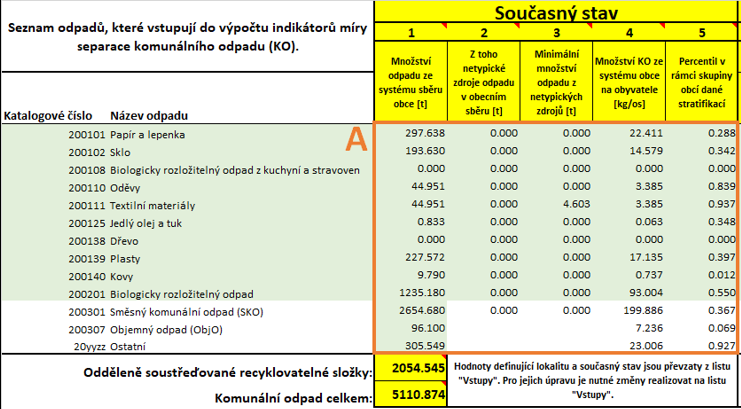 Současný stav
Seznam odpadů, které vstupují do výpočtu indikátorů míry separace komunálního odpadu (KO).
1 2 3 4 5
Množství odpadu ze systému sběru obce [t]
Z toho netypické zdroje odpadu v obecním sběru [t]
Minimální množství odpadu z netypických zdrojů [t]
Množství KO ze systému obce na obyvatele [kg/os]
Percentil v rámci skupiny obcí dané stratifikací
Katalogové číslo Název odpadu
A
200101 Papír a lepenka 297.638 0.000 0.000 22.411 0.288
200102 Sklo 193.630 0.000 0.000 14.579 0.342
200108 Biologicky rozložitelný odpad z kuchyní a stravoven 0.000 0.000 0.000 0.000 0.000
200110 Oděvy 44.951 0.000 0.000 3.385 0.839
200111 Textilní materiály 44.951 0.000 4.603 3.385 0.937
200125 Jedlý olej a tuk 0.833 0.000 0.000 0.063 0.348
200138 Dřevo 0.000 0.000 0.000 0.000 0.000
200139 Plasty 227.572 0.000 0.000 17.135 0.397
200140 Kovy 9.790 0.000 0.000 0.737 0.012
200201 Biologicky rozložitelný odpad 1235.180 0.000 0.000 93.004 0.550
200301 Směsný komunální odpad (SKO) 2654.680 0.000 0.000 199.886 0.367
200307 Objemný odpad (ObjO) 96.100 7.236 0.069
20yyzz Ostatní 305.549 23.006 0.927
Odděleně soustřeďované recyklovatelné složky: 2054.545
Komunální odpad celkem: 5110.874
Hodnoty definující lokalitu a současný stav jsou převzaty z listu
"Vstupy". Pro jejich úpravu je nutné změny realizovat na listu
"Vstupy".